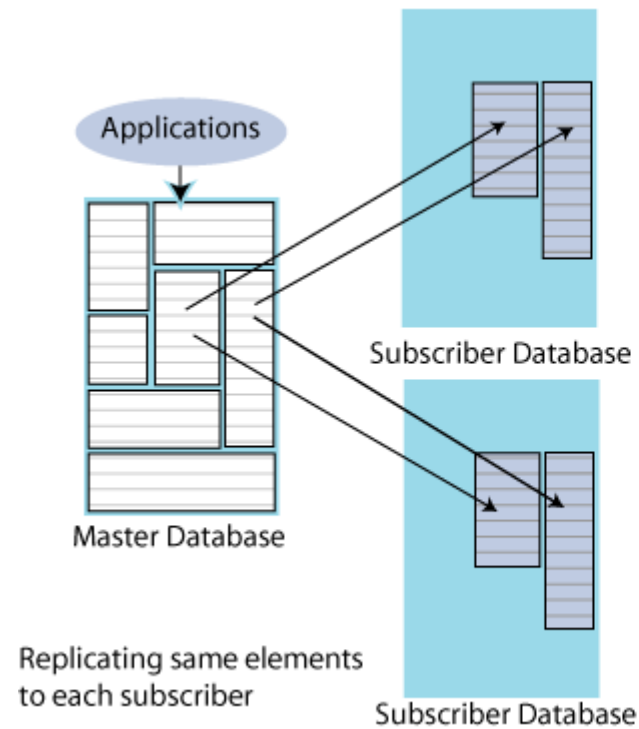 Applications
Subscriber Database
Master Database
Replicating same elements
to each subscriber
Subscriber Database